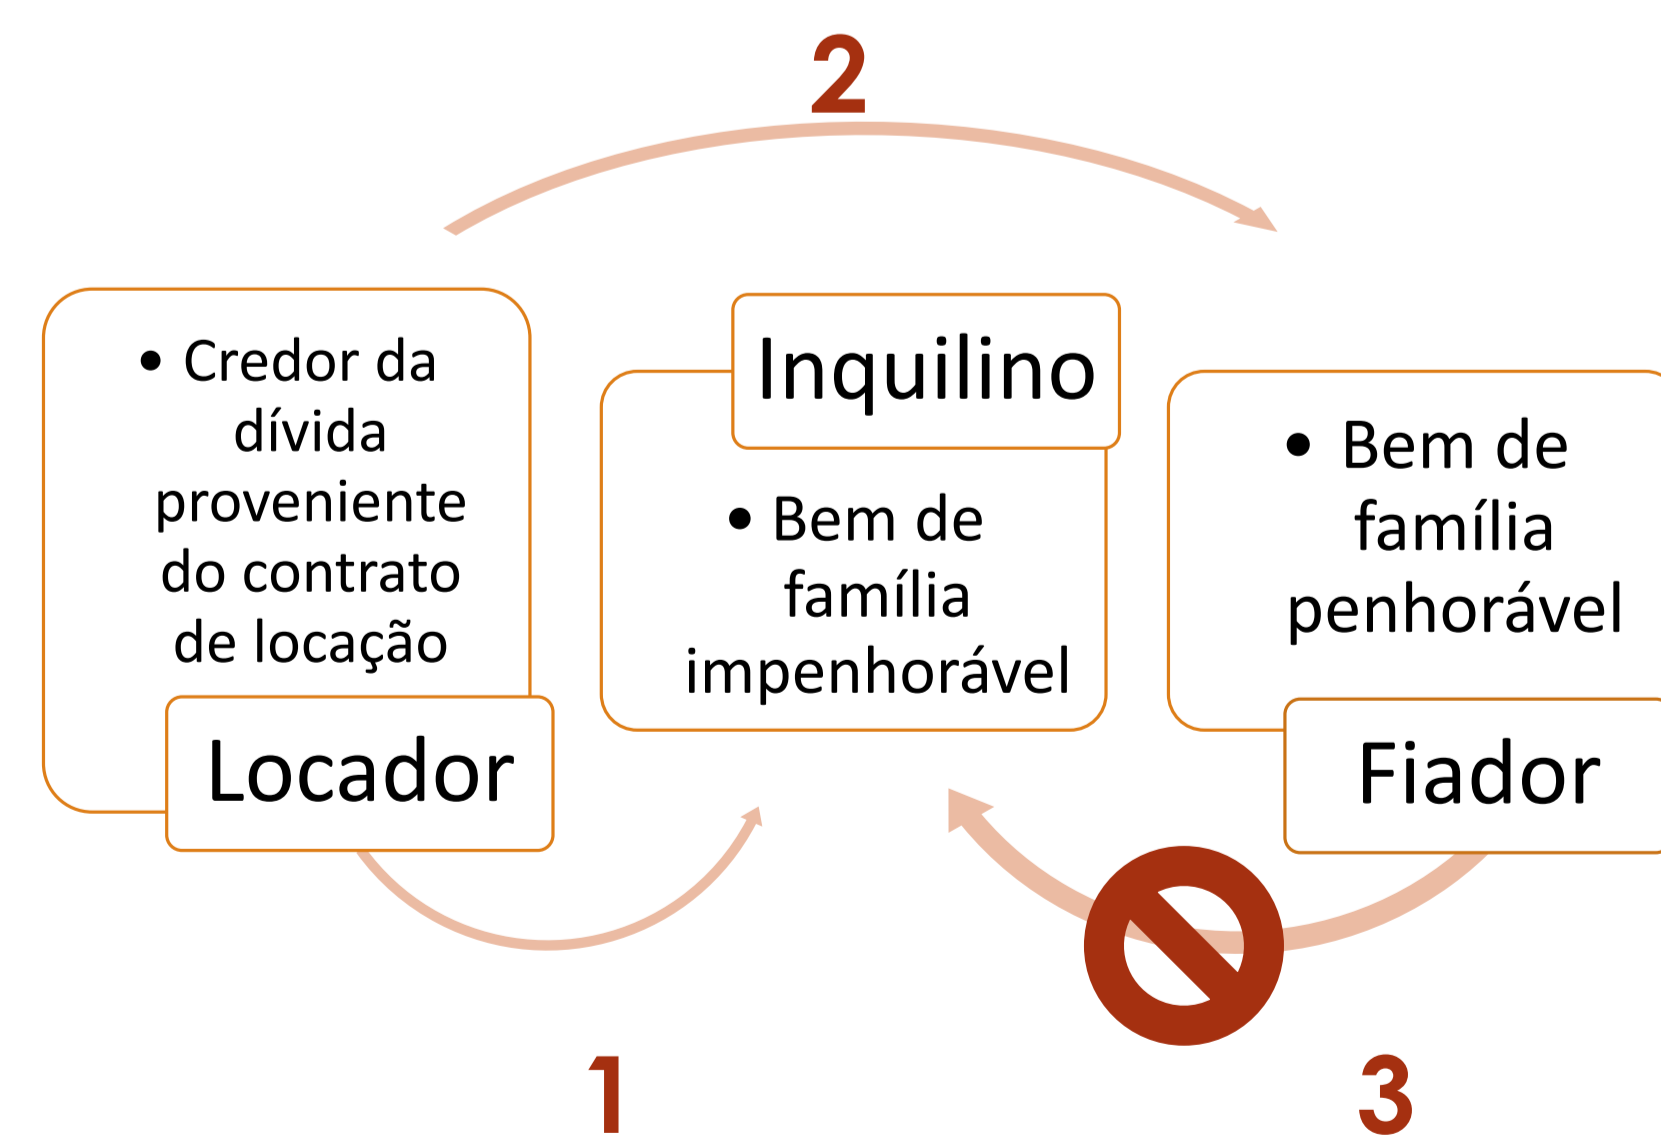 2
• Credor da
dívida
proveniente
do contrato
de locação
Locador
Inquilino
• Bem de
família
impenhorável
• Bem de
família
penhorável
Fiador
1
3